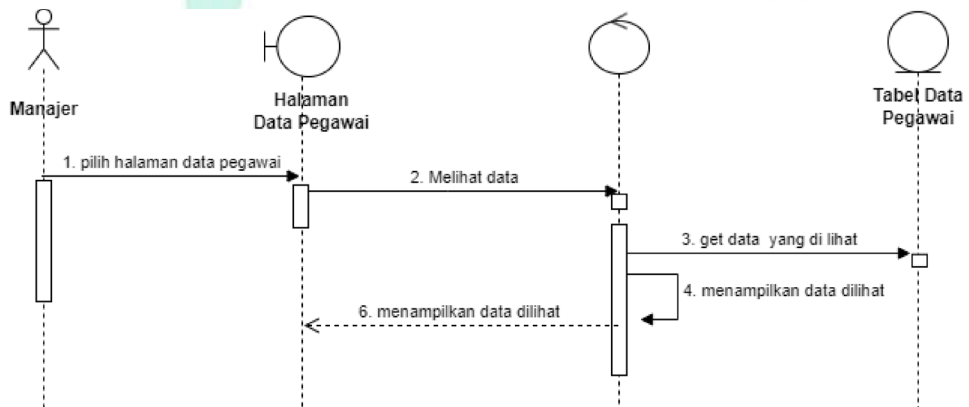 Manajer
Halaman
Data Pegawai
Tabel Data
Pegawai
1. pilih halaman data pegawai
2. Melihat data
3. get data yang di lihat
4. menampilkan data dilihat
6. menampilkan data dilihat